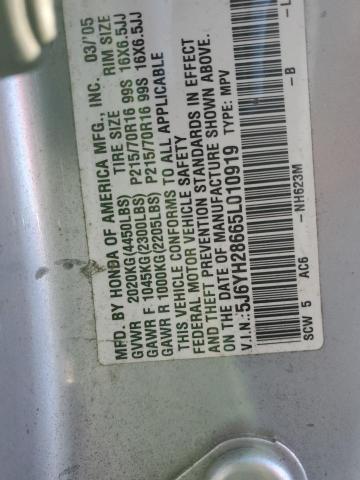 MFD. BY HONDA OF AMERICA MFG., INC. 03/'05
TIRE SIZE RIM SIZE
GVWR 2020KG(4450LBS) P215/70R16 99S 16X6.5JJ
GAWR F 1045KG(2300LBS) P215/70R16 99S 16X6.5JJ
GAWR R 1000KG(2205LBS)
THIS VEHICLE CONFORMS TO ALL APPLICABLE
FEDERAL MOTOR VEHICLE SAFETY
AND THEFT PREVENTION STANDARDS IN EFFECT
ON THE DATE OF MANUFACTURE SHOWN ABOVE.
V.I.N.: 5J6YH28665L010919 TYPE: MPV
-NH623M -B
SCW 5 AC6